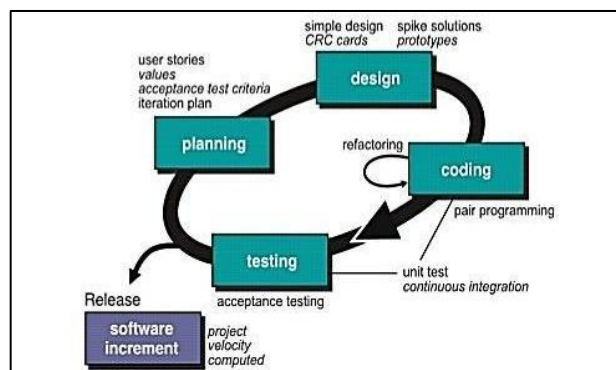 simple design
CRC cards
spike solutions
prototypes
design
user stories
values
acceptance test criteria
iteration plan
planning
refactoring
coding
pair programming
testing
acceptance testing
unit test
continuous integration
Release
software
increment
project
velocity
computed